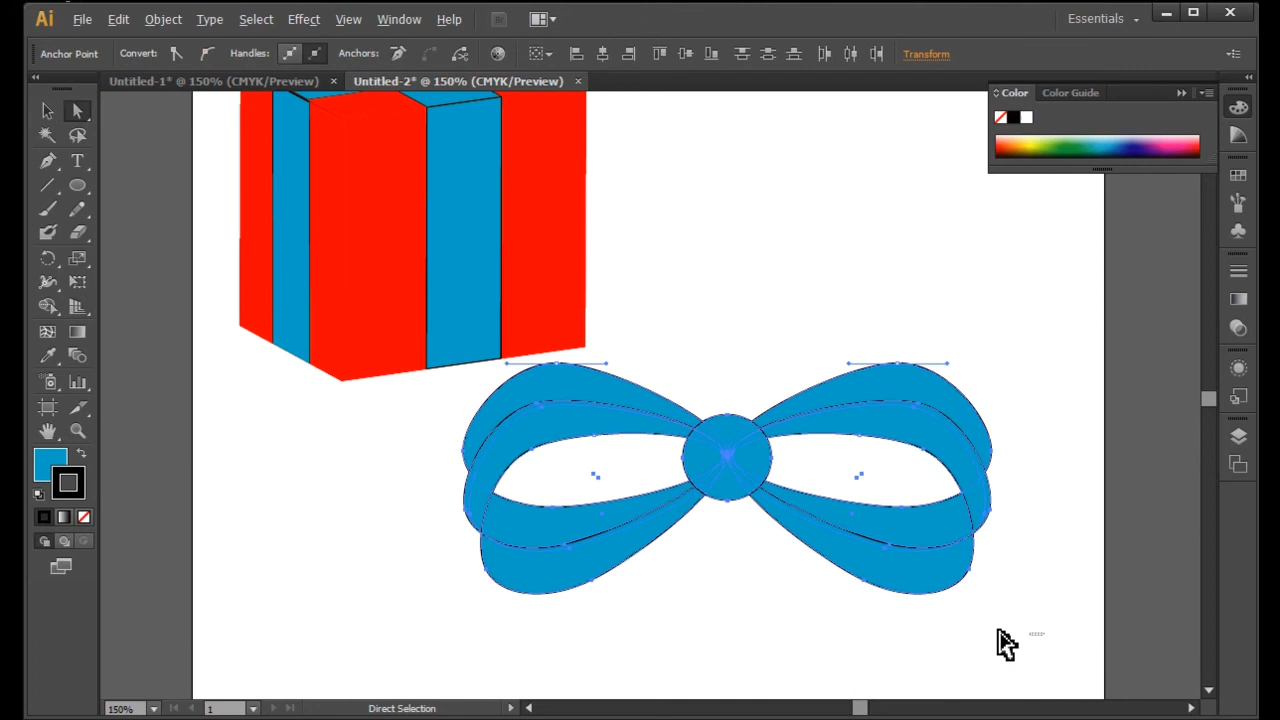 Ai File Edit Object Type Select Effect View Window Help Br Essentials
Anchor Point Convert: Handles: Anchors: Transform
Untitled-1* @ 150% (CMYK/Preview) × Untitled-2* @ 150% (CMYK/Preview) ×
Color Color Guide
T
150% 1 Direct Selection